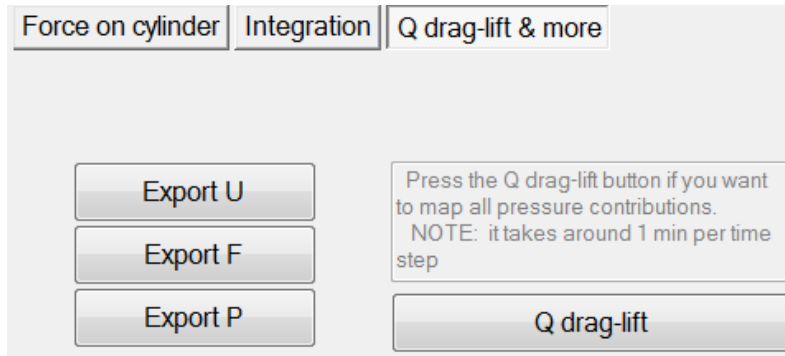 Force on cylinder Integration Q drag-lift & more
Export U
Export F
Export P
Press the Q drag-lift button if you want
to map all pressure contributions.
NOTE: it takes around 1 min per time
step
Q drag-lift